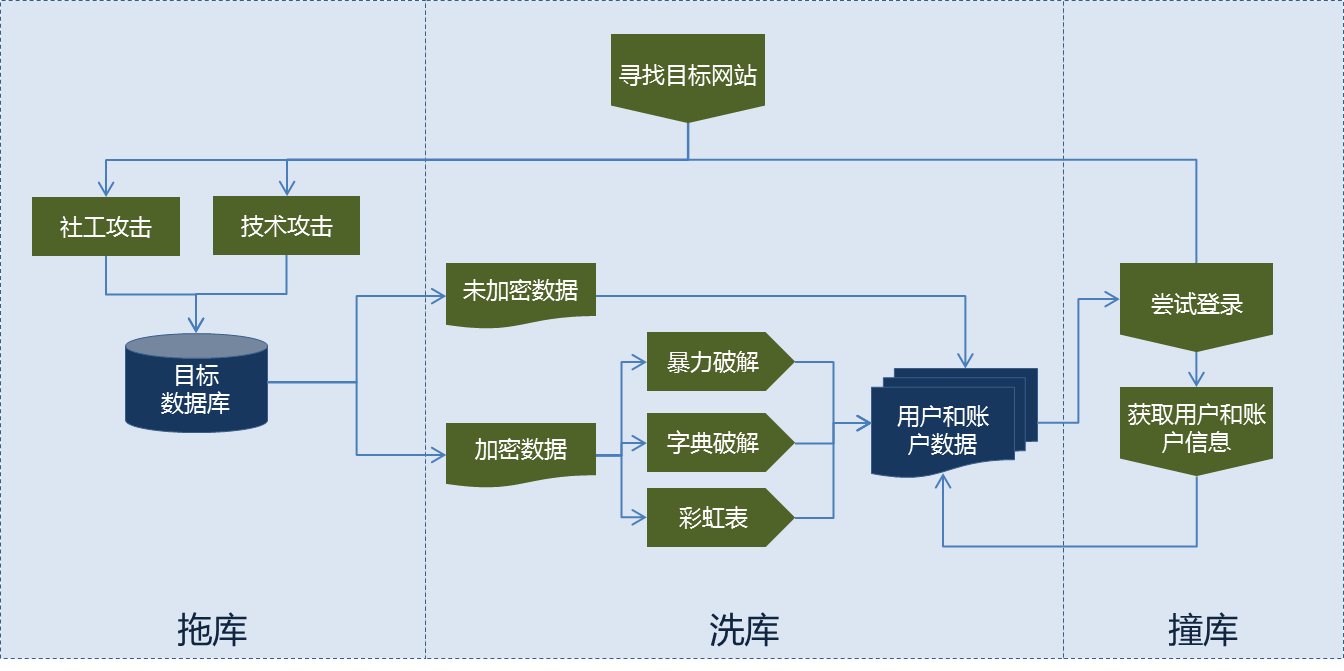 寻找目标网站
社工攻击
技术攻击
目标
数据库
未加密数据
加密数据
暴力破解
字典破解
彩虹表
用户和账
户数据
尝试登录
获取用户和账
户信息
拖库
洗库
撞库